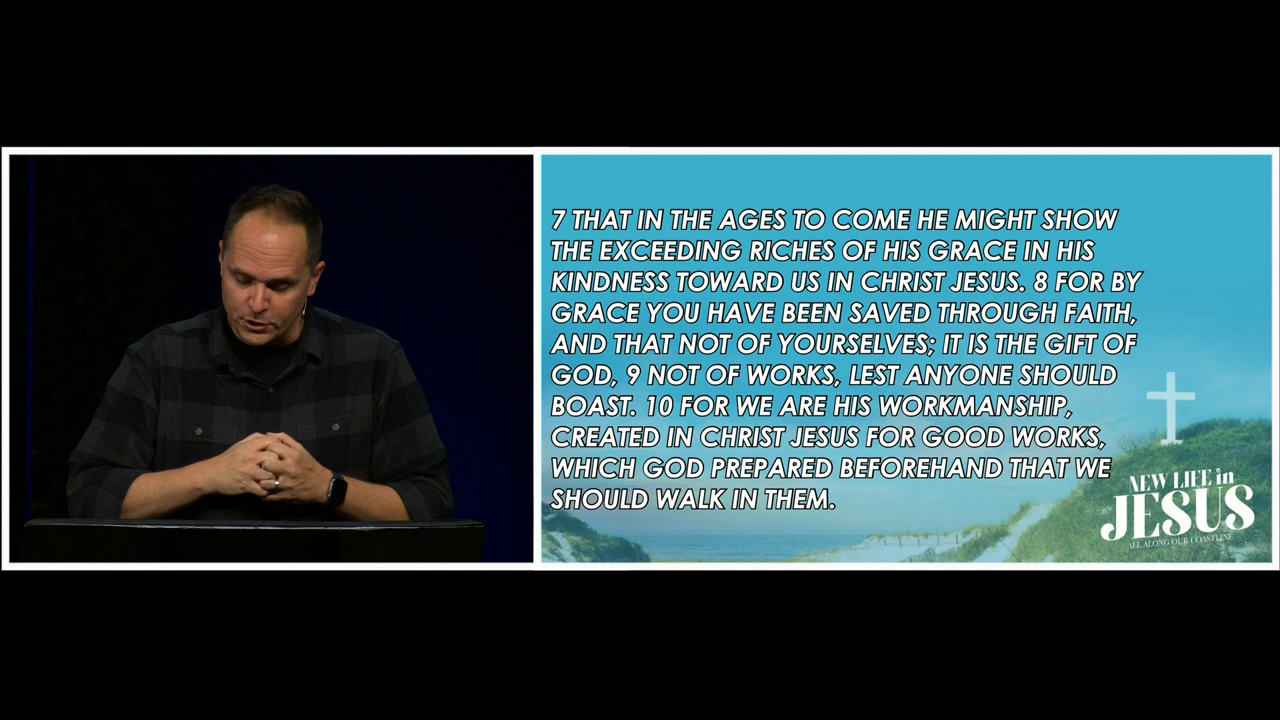 7 THAT IN THE AGES TO COME HE MIGHT SHOW
THE EXCEEDING RICHES OF HIS GRACE IN HIS
KINDNESS TOWARD US IN CHRIST JESUS. 8 FOR BY
GRACE YOU HAVE BEEN SAVED THROUGH FAITH,
AND THAT NOT OF YOURSELVES; IT IS THE GIFT OF
GOD, 9 NOT OF WORKS, LEST ANYONE SHOULD
BOAST. 10 FOR WE ARE HIS WORKMANSHIP,
CREATED IN CHRIST JESUS FOR GOOD WORKS,
WHICH GOD PREPARED BEFOREHAND THAT WE
SHOULD WALK IN THEM.
NEW LIFE in
JESUS
ALL ALONG OUR COASTLINE